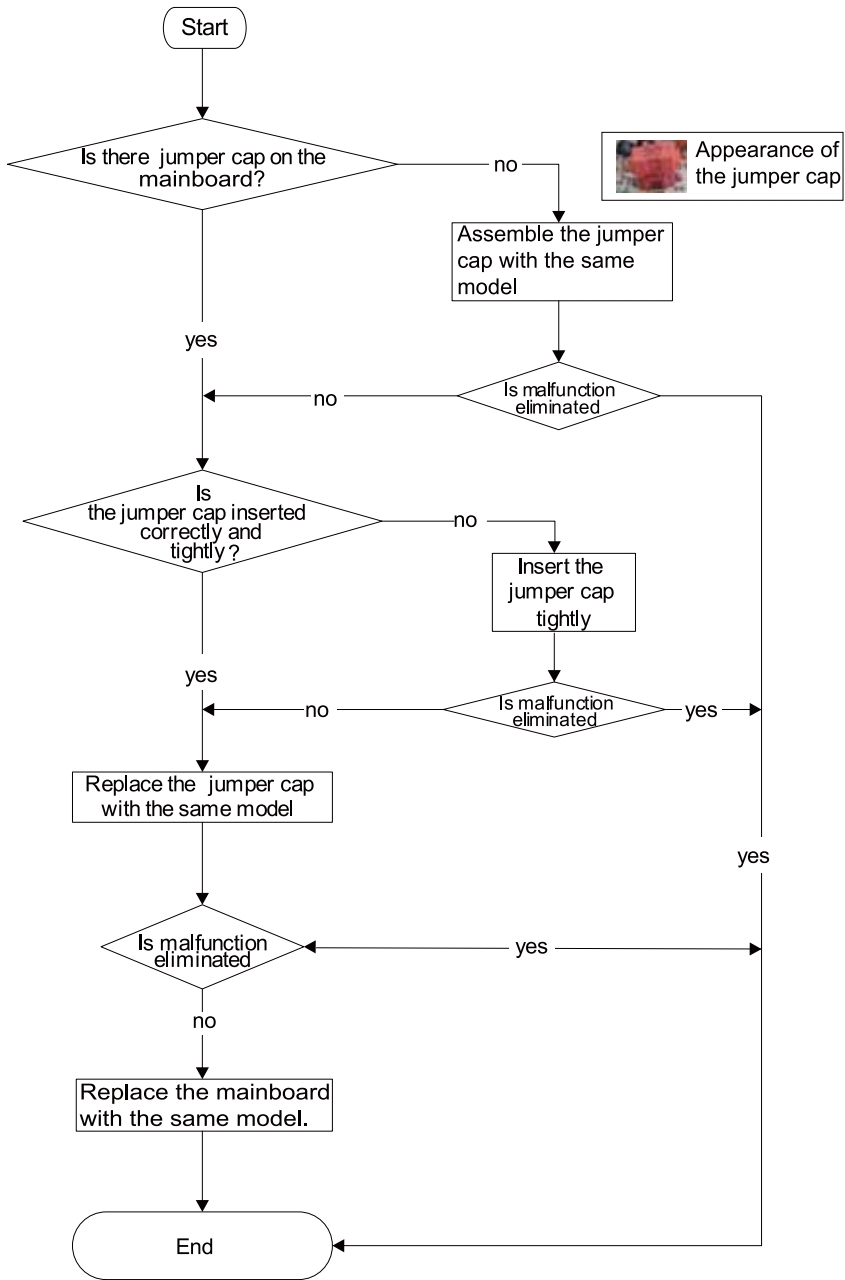 Start
Is there jumper cap on the
mainboard?
no
Appearance of
the jumper cap
Assemble the jumper
cap with the same
model
yes
no
Is malfunction
eliminated
Is
the jumper cap inserted
correctly and
tightly?
no
Insert the
jumper cap
tightly
yes
no
Is malfunction
eliminated
yes
Replace the jumper cap
with the same model
yes
Is malfunction
eliminated
yes
no
Replace the mainboard
with the same model.
End